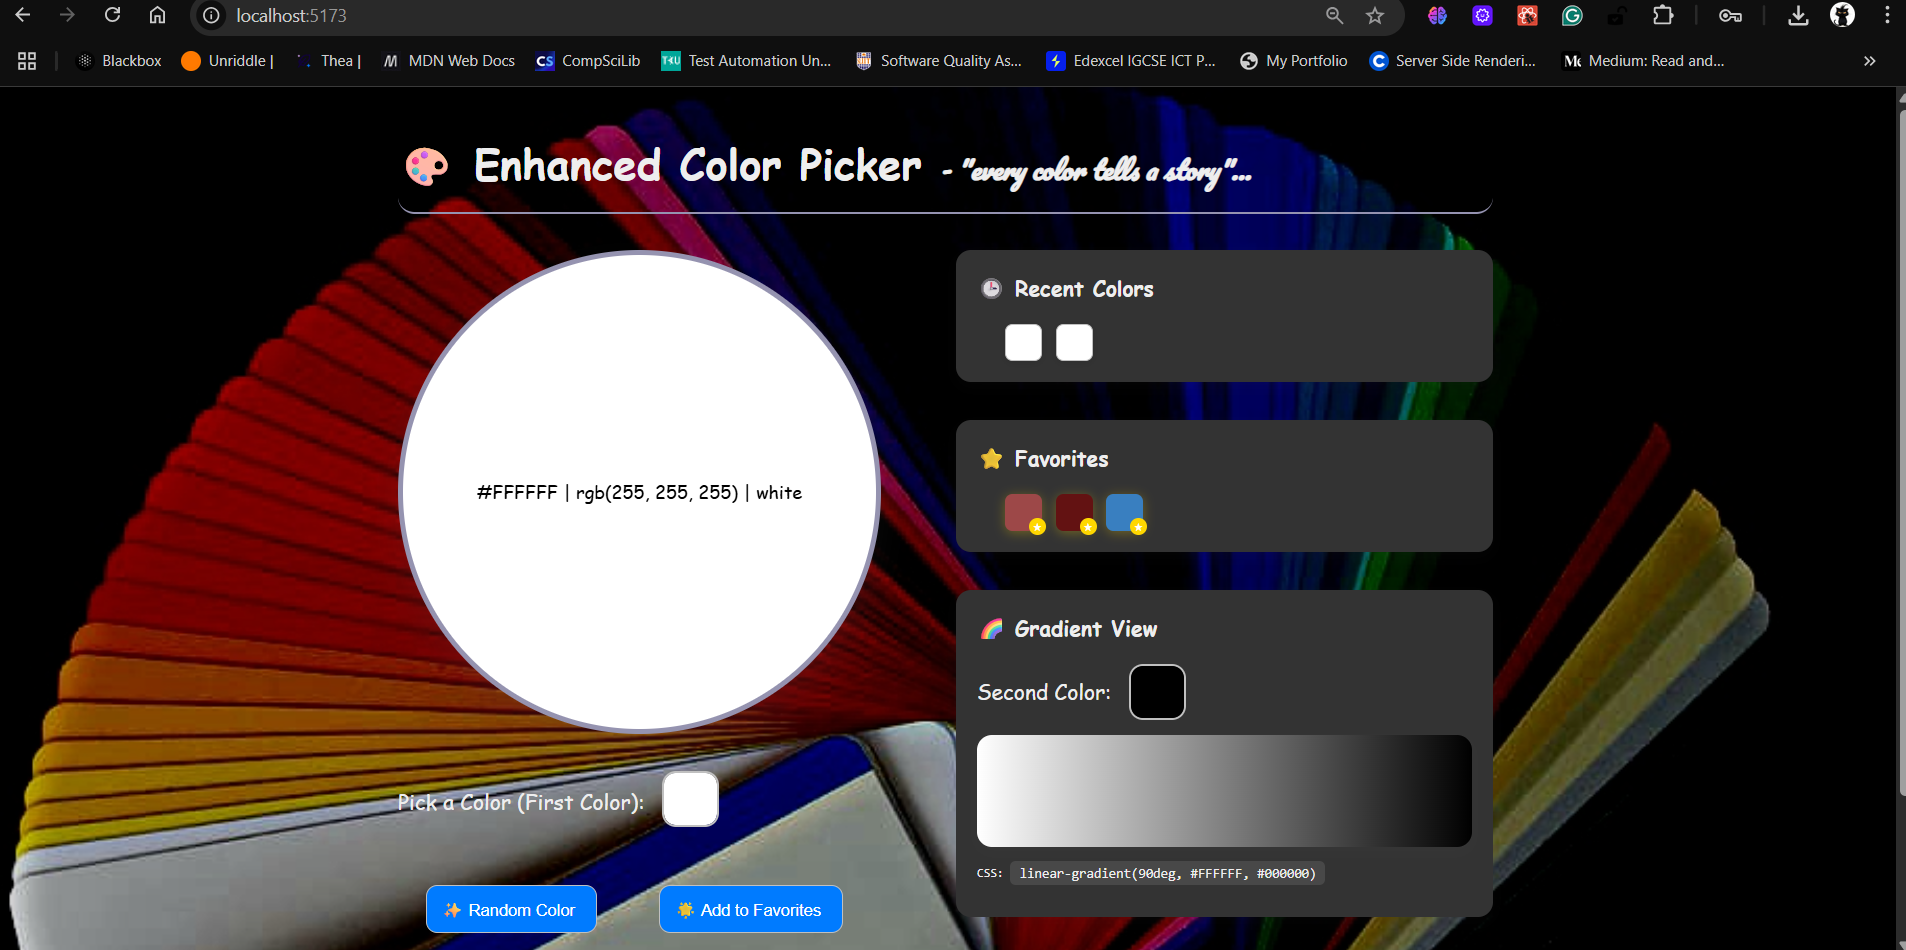 localhost:5173
Blackbox
Unriddle |
Thea |
MDN Web Docs
CS CompSciLib
TAU Test Automation Un...
Software Quality As...
Edexcel IGCSE ICT P...
My Portfolio
Server Side Renderi...
Medium: Read and...
Enhanced Color Picker - "every color tells a story"...
#FFFFFF | rgb(255, 255, 255) | white
Pick a Color (First Color):
✨ Random Color
🌟 Add to Favorites
Recent Colors
Favorites
Gradient View
Second Color:
CSS: linear-gradient(90deg, #FFFFFF, #000000)